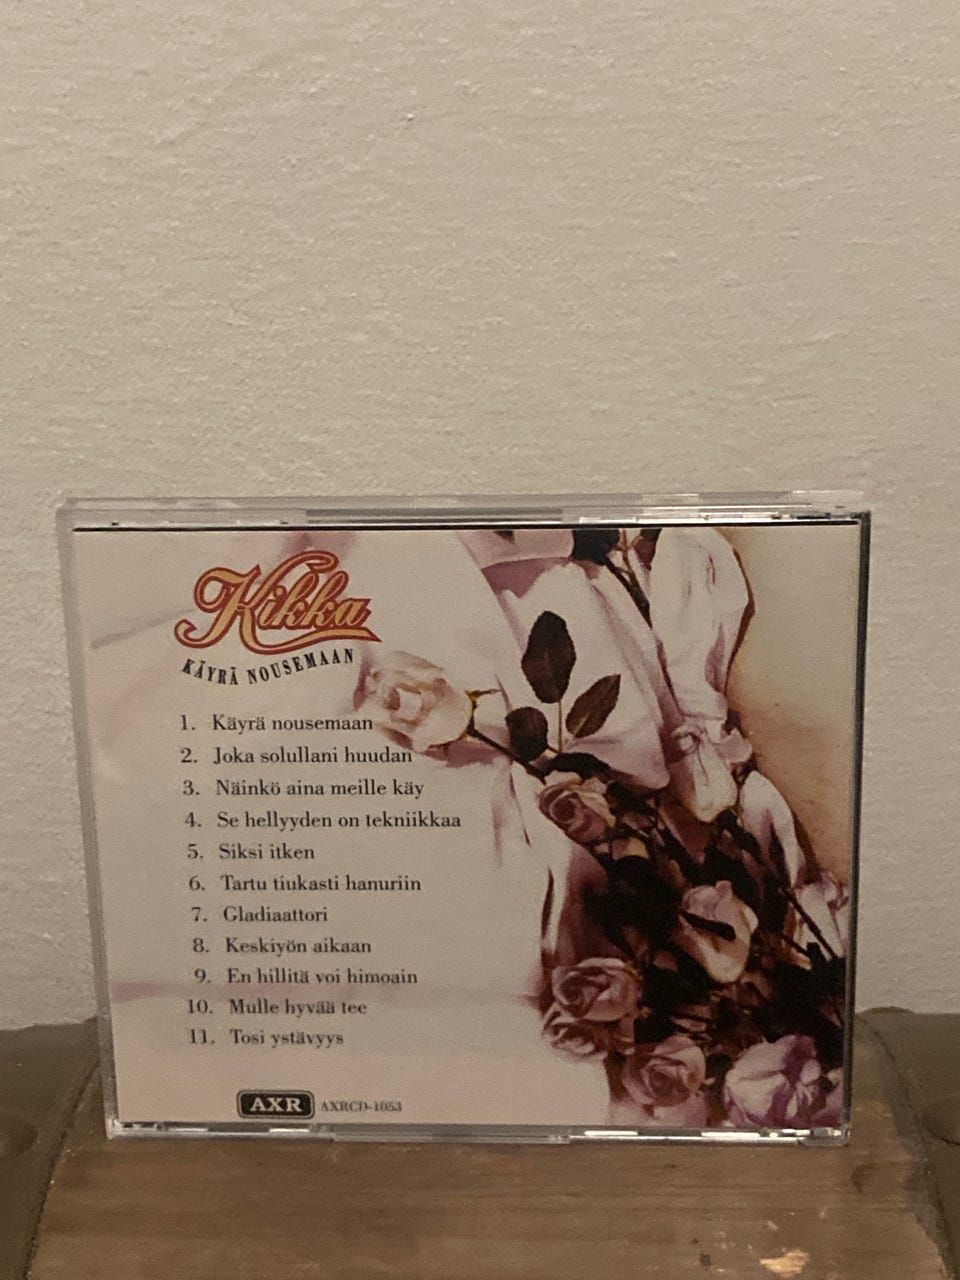 Kikka
KÄYRÄ NOUSEMAAN
1. Käyrä nousemaan
2. Joka solullani huudan
3. Näinkö aina meille käy
4. Se hellyyden on tekniikkaa
5. Siksi itken
6. Tartu tiukasti hanuriin
7. Gladiaattori
8. Keskiyön aikaan
9. En hillitä voi himoain
10. Mulle hyvää tee
11. Tosi ystävyys
AXR AXRCD-1053